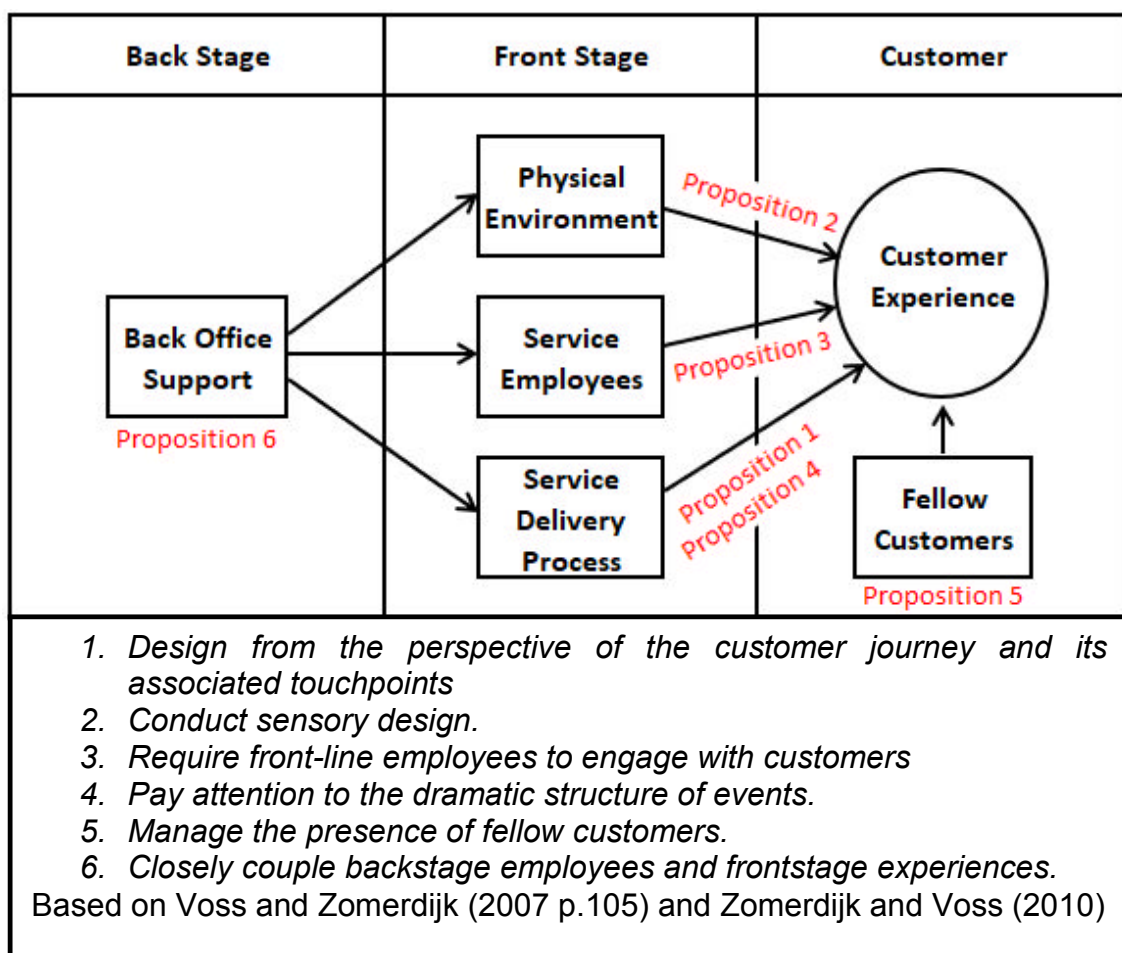 Back Stage
Front Stage
Customer
Physical
Environment
Proposition 2
Customer
Experience
Back Office
Support
Proposition 6
Service
Employees
Proposition 3
Service
Delivery
Process
Proposition 1
Proposition 4
Fellow
Customers
Proposition 5
1. Design from the perspective of the customer journey and its
associated touchpoints
2. Conduct sensory design.
3. Require front-line employees to engage with customers
4. Pay attention to the dramatic structure of events.
5. Manage the presence of fellow customers.
6. Closely couple backstage employees and frontstage experiences.
Based on Voss and Zomerdijk (2007 p.105) and Zomerdijk and Voss (2010)